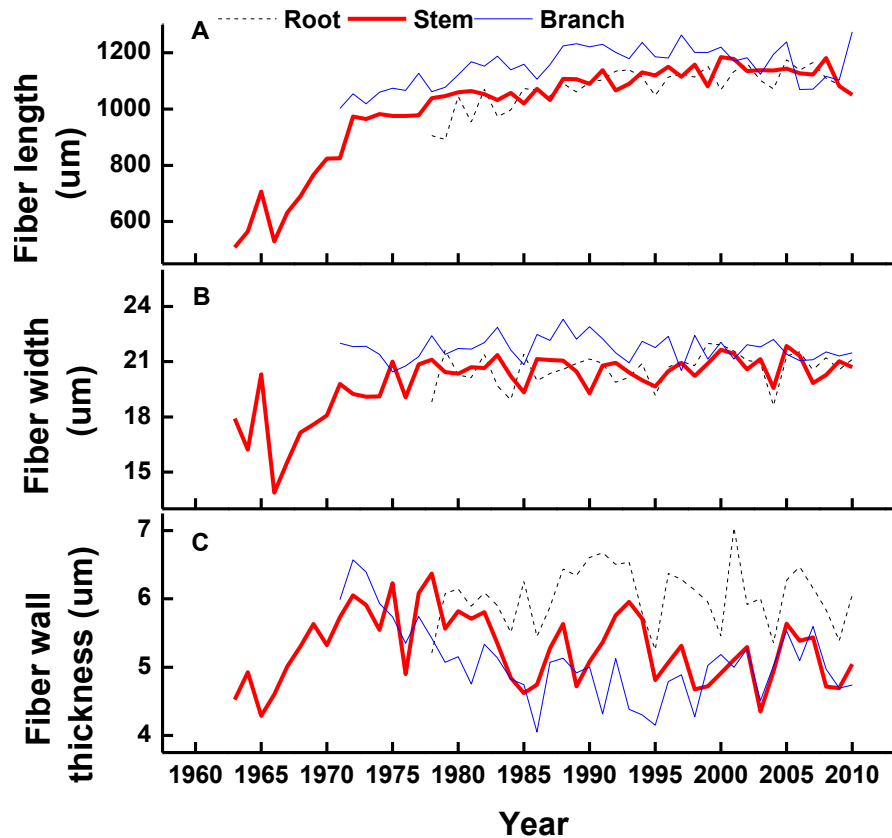 Root Stem Branch
A
1200
1000
800
600
Fiber length
(um)
B
24
21
18
15
Fiber width
(um)
C
7
6
5
4
Fiber wall
thickness (um)
1960 1965 1970 1975 1980 1985 1990 1995 2000 2005 2010
Year